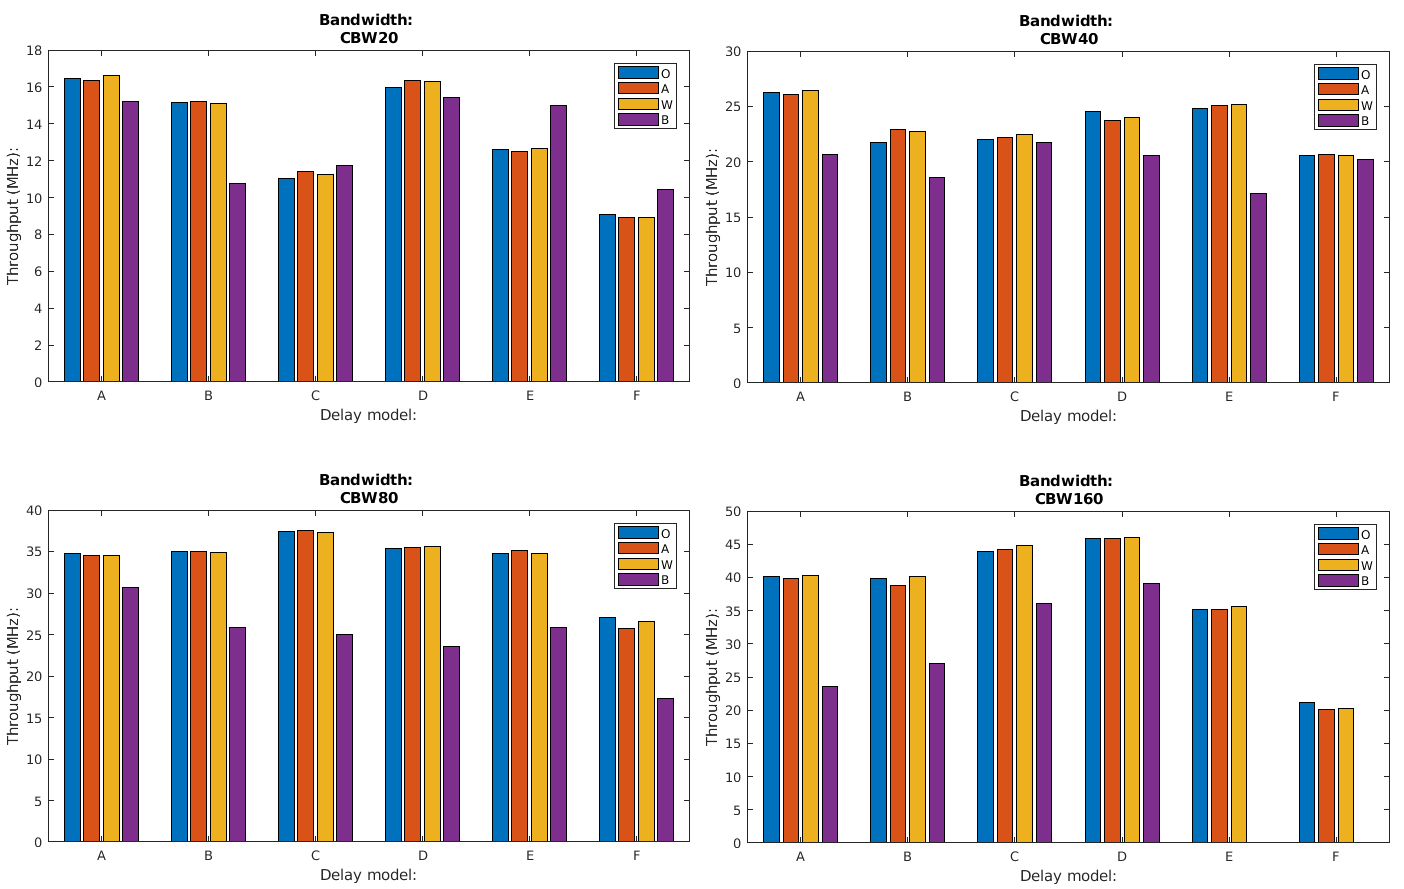 Bandwidth:
CBW20
18
16
14
12
10
8
6
4
2
0
Throughput (MHz):
A B C D E F
Delay model:
O
A
W
B
Bandwidth:
CBW40
30
25
20
15
10
5
0
Throughput (MHz):
A B C D E F
Delay model:
O
A
W
B
Bandwidth:
CBW80
40
35
30
25
20
15
10
5
0
Throughput (MHz):
A B C D E F
Delay model:
O
A
W
B
Bandwidth:
CBW160
50
45
40
35
30
25
20
15
10
5
0
Throughput (MHz):
A B C D E F
Delay model:
O
A
W
B